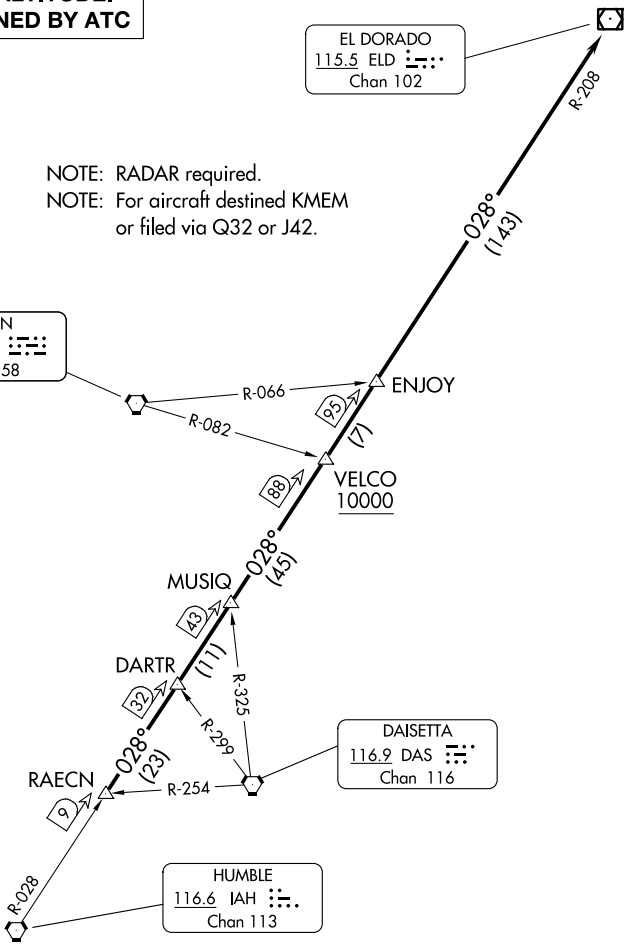 NED BY ATC
EL DORADO
115.5 ELD
Chan 102
R-208
NOTE: RADAR required.
NOTE: For aircraft destined KMEM
or filed via Q32 or J42.
028°
(143)
N
58
R-066
ENJOY
95
(7)
R-082
VELCO
10000
88
028°
(45)
MUSIQ
43
(11)
DARTR
32
R-325
R-299
028°
(23)
DAISETTA
116.9 DAS
Chan 116
RAECN
R-254
9
R-028
HUMBLE
116.6 IAH
Chan 113